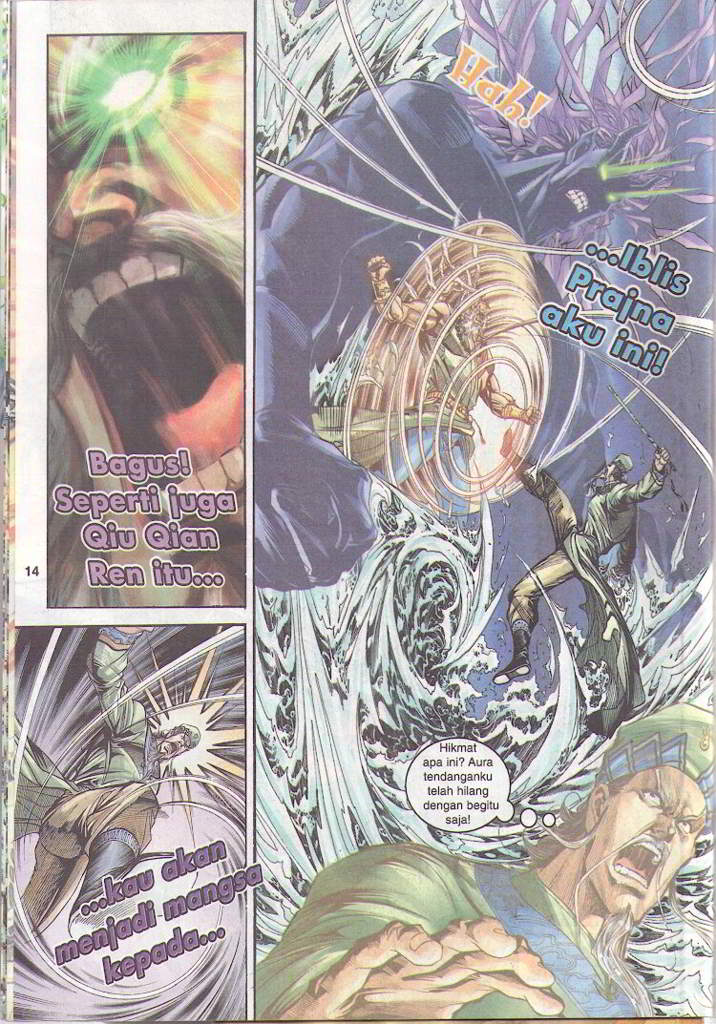 Bagus!
Seperti juga
Qiu Qian
Ren itu...
14
...kau akan
menjadi mangsa
kepada...
Hah!
...Iblis
Prajna
aku ini!
Hikmat
apa ini? Aura
tendanganku
telah hilang
dengan begitu
saja!